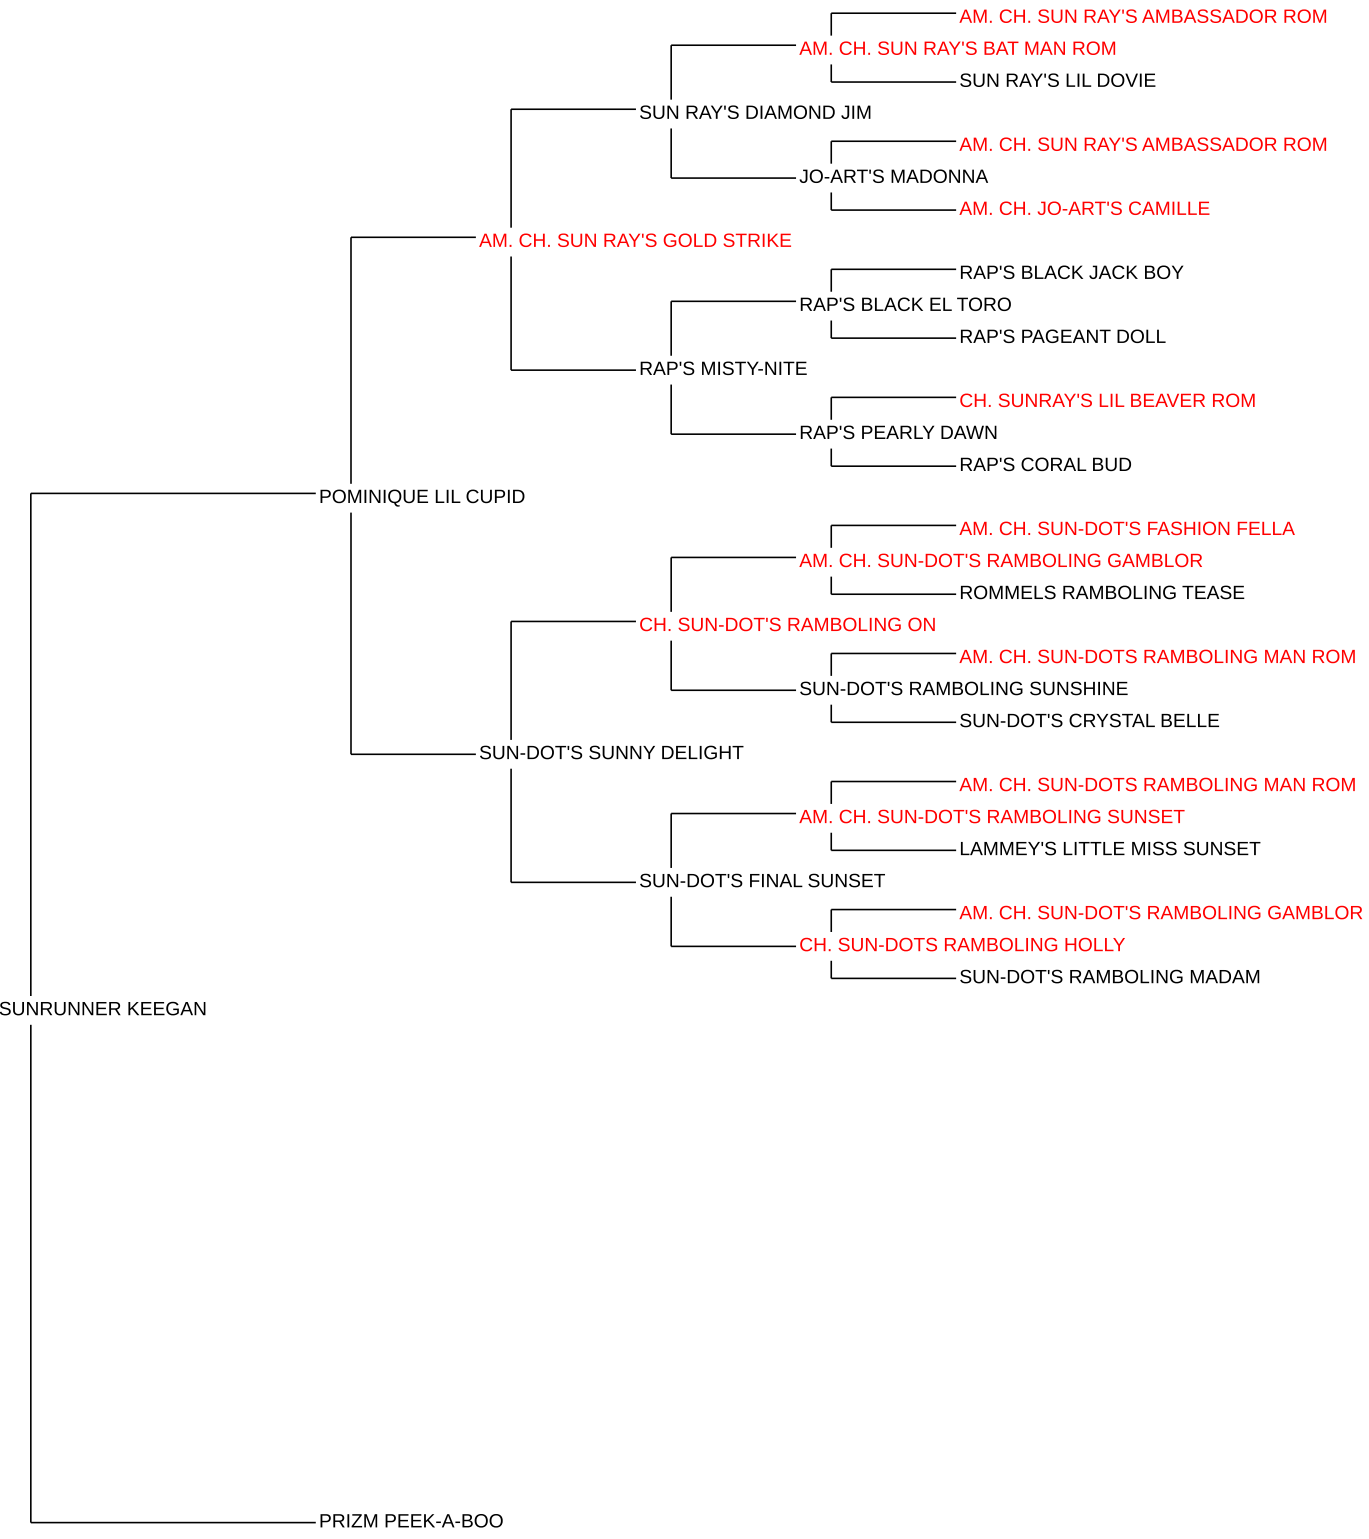 AM. CH. SUN RAY'S AMBASSADOR ROM
AM. CH. SUN RAY'S BAT MAN ROM
SUN RAY'S LIL DOVIE
SUN RAY'S DIAMOND JIM
AM. CH. SUN RAY'S AMBASSADOR ROM
JO-ART'S MADONNA
AM. CH. JO-ART'S CAMILLE
AM. CH. SUN RAY'S GOLD STRIKE
RAP'S BLACK JACK BOY
RAP'S BLACK EL TORO
RAP'S PAGEANT DOLL
RAP'S MISTY-NITE
CH. SUNRAY'S LIL BEAVER ROM
RAP'S PEARLY DAWN
RAP'S CORAL BUD
POMINIQUE LIL CUPID
AM. CH. SUN-DOT'S FASHION FELLA
AM. CH. SUN-DOT'S RAMBOLING GAMBLOR
ROMMELS RAMBOLING TEASE
CH. SUN-DOT'S RAMBOLING ON
AM. CH. SUN-DOTS RAMBOLING MAN ROM
SUN-DOT'S RAMBOLING SUNSHINE
SUN-DOT'S CRYSTAL BELLE
SUN-DOT'S SUNNY DELIGHT
AM. CH. SUN-DOTS RAMBOLING MAN ROM
AM. CH. SUN-DOT'S RAMBOLING SUNSET
LAMMEY'S LITTLE MISS SUNSET
SUN-DOT'S FINAL SUNSET
AM. CH. SUN-DOT'S RAMBOLING GAMBLOR
CH. SUN-DOTS RAMBOLING HOLLY
SUN-DOT'S RAMBOLING MADAM
SUNRUNNER KEEGAN
PRIZM PEEK-A-BOO